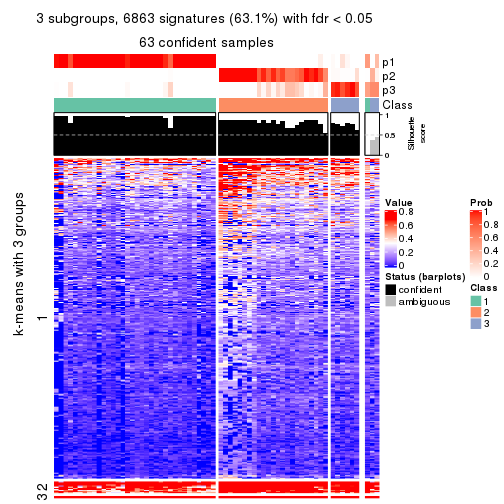 3 subgroups, 6863 signatures (63.1%) with fdr < 0.05
63 confident samples
p1
p2
p3
Class
1
0.5
0
Silhouette
score
k-means with 3 groups
1
2
3
Value
0.8
0.6
0.4
0.2
0
Status (barplots)
confident
ambiguous
Prob
1
0.8
0.6
0.4
0.2
0
Class
1
2
3